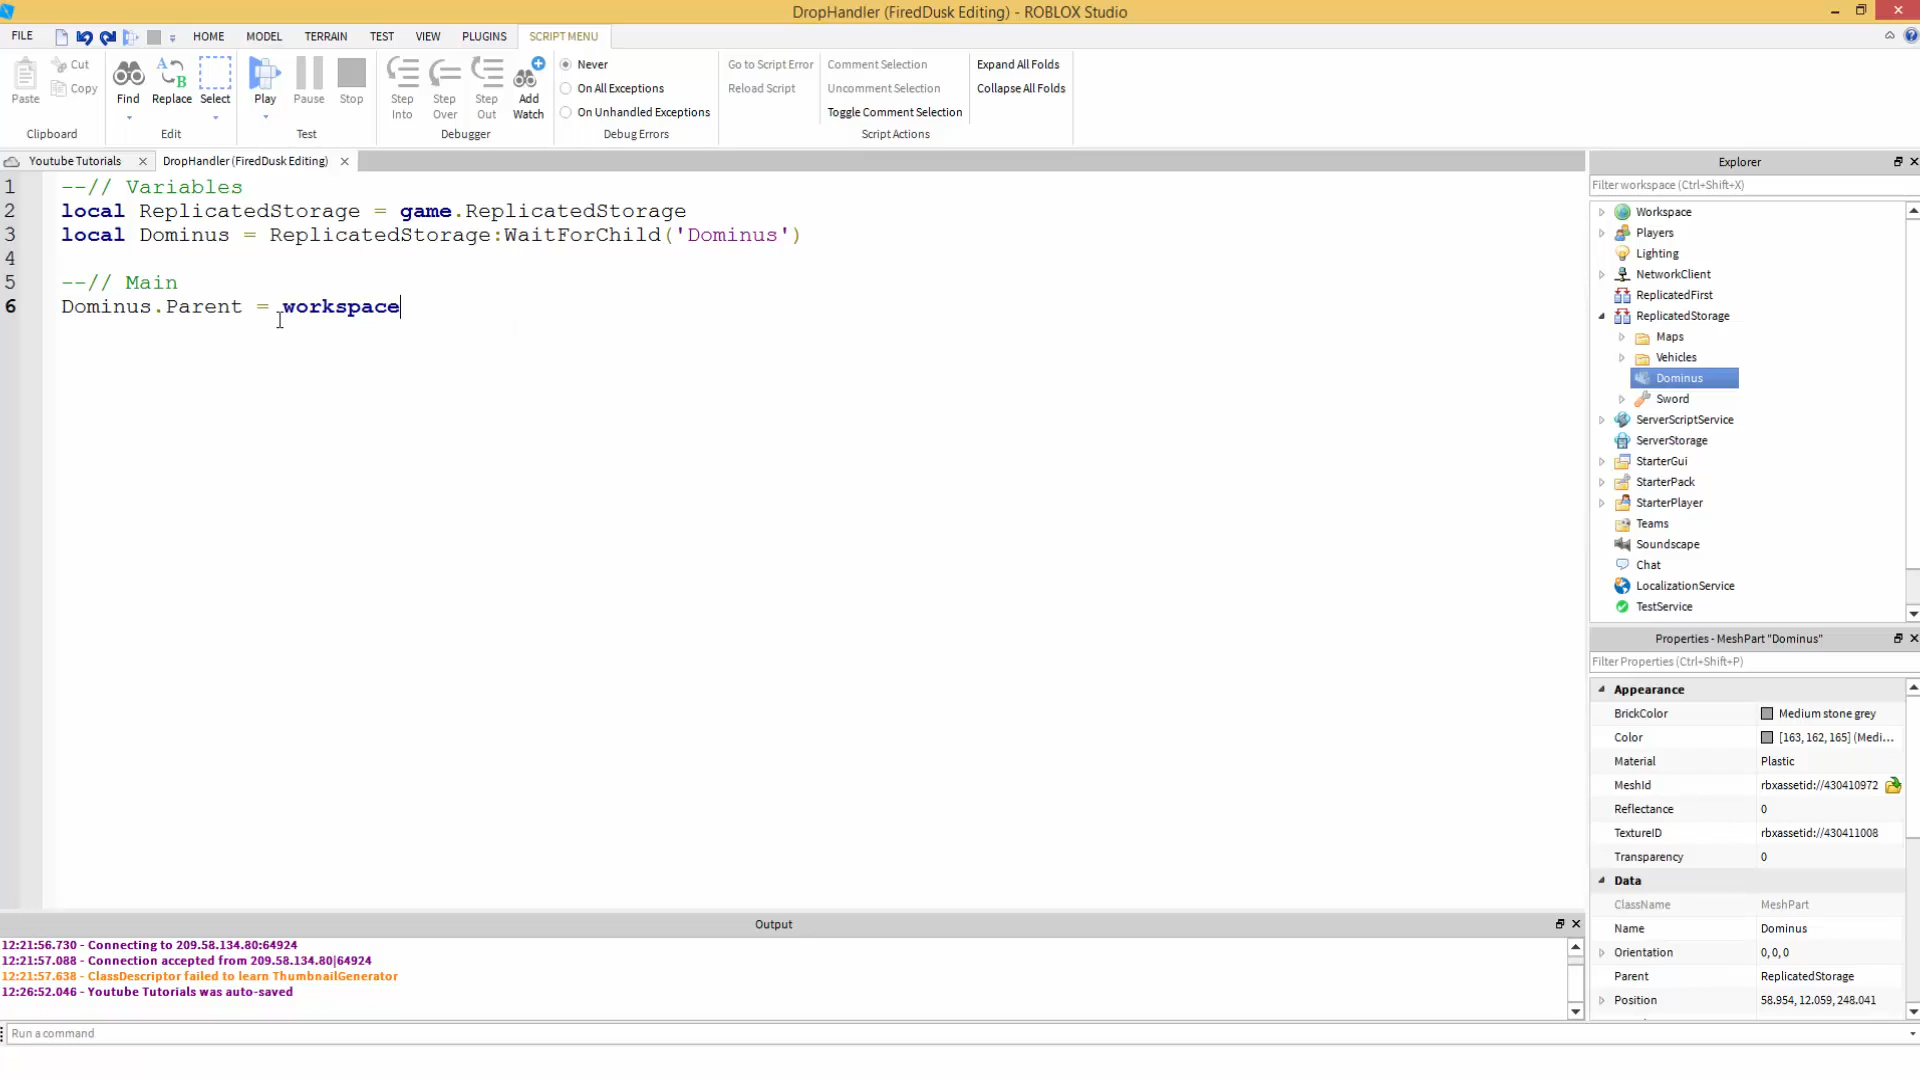 DropHandler (FiredDusk Editing) - ROBLOX Studio
FILE HOME MODEL TERRAIN TEST VIEW PLUGINS SCRIPT MENU
Paste Cut Copy
Clipboard
Find Replace Select
Edit
Play Pause Stop
Test
Step Into Step Over Step Out Add Watch
Debugger
Never
On All Exceptions
On Unhandled Exceptions
Debug Errors
Go to Script Error
Reload Script
Comment Selection
Uncomment Selection
Toggle Comment Selection
Script Actions
Expand All Folds
Collapse All Folds
Youtube Tutorials DropHandler (FiredDusk Editing)
1 --// Variables
2 local ReplicatedStorage = game.ReplicatedStorage
3 local Dominus = ReplicatedStorage:WaitForChild('Dominus')
4
5 --// Main
6 Dominus.Parent = workspace
Explorer
Filter workspace (Ctrl+Shift+X)
Workspace
Players
Lighting
NetworkClient
ReplicatedFirst
ReplicatedStorage
Maps
Vehicles
Dominus
Sword
ServerScriptService
ServerStorage
StarterGui
StarterPack
StarterPlayer
Teams
Soundscape
Chat
LocalizationService
TestService
Properties - MeshPart "Dominus"
Filter Properties (Ctrl+Shift+P)
Appearance
BrickColor Medium stone grey
Color [163, 162, 165] (Medi...
Material Plastic
MeshId rbxassetid://430410972
Reflectance 0
TextureID rbxassetid://430411008
Transparency 0
Data
ClassName MeshPart
Name Dominus
Orientation 0, 0, 0
Parent ReplicatedStorage
Position 58.954, 12.059, 248.041
Output
12:21:56.730 - Connecting to 209.58.134.80:64924
12:21:57.088 - Connection accepted from 209.58.134.80|64924
12:21:57.638 - ClassDescriptor failed to learn ThumbnailGenerator
12:26:52.046 - Youtube Tutorials was auto-saved
Run a command